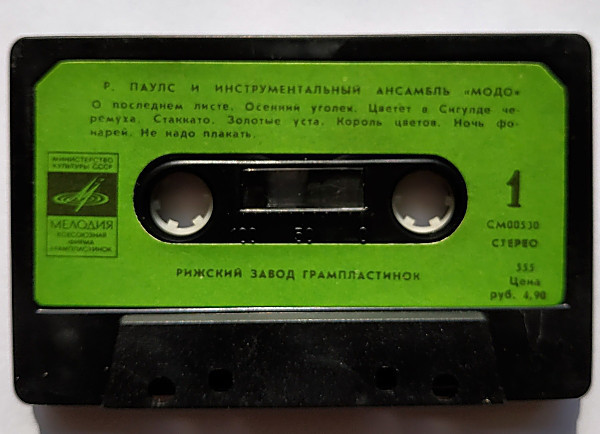 Р. ПАУЛС И ИНСТРУМЕНТАЛЬНЫЙ АНСАМБЛЬ «МОДО»
О последнем листе. Осенний уголек. Цветет в Сигулде че-
ремуха. Стаккато. Золотые уста. Король цветов. Ночь фо-
нарей. Не надо плакать.
МИНИСТЕРСТВО
КУЛЬТУРЫ СССР
МЕЛОДИЯ
ВСЕСОЮЗНАЯ
ФИРМА
ГРАМПЛАСТИНОК
1
СМ00530
СТЕРЕО
100 50 0
РИЖСКИЙ ЗАВОД ГРАМПЛАСТИНОК
555
Цена
руб. 4,90